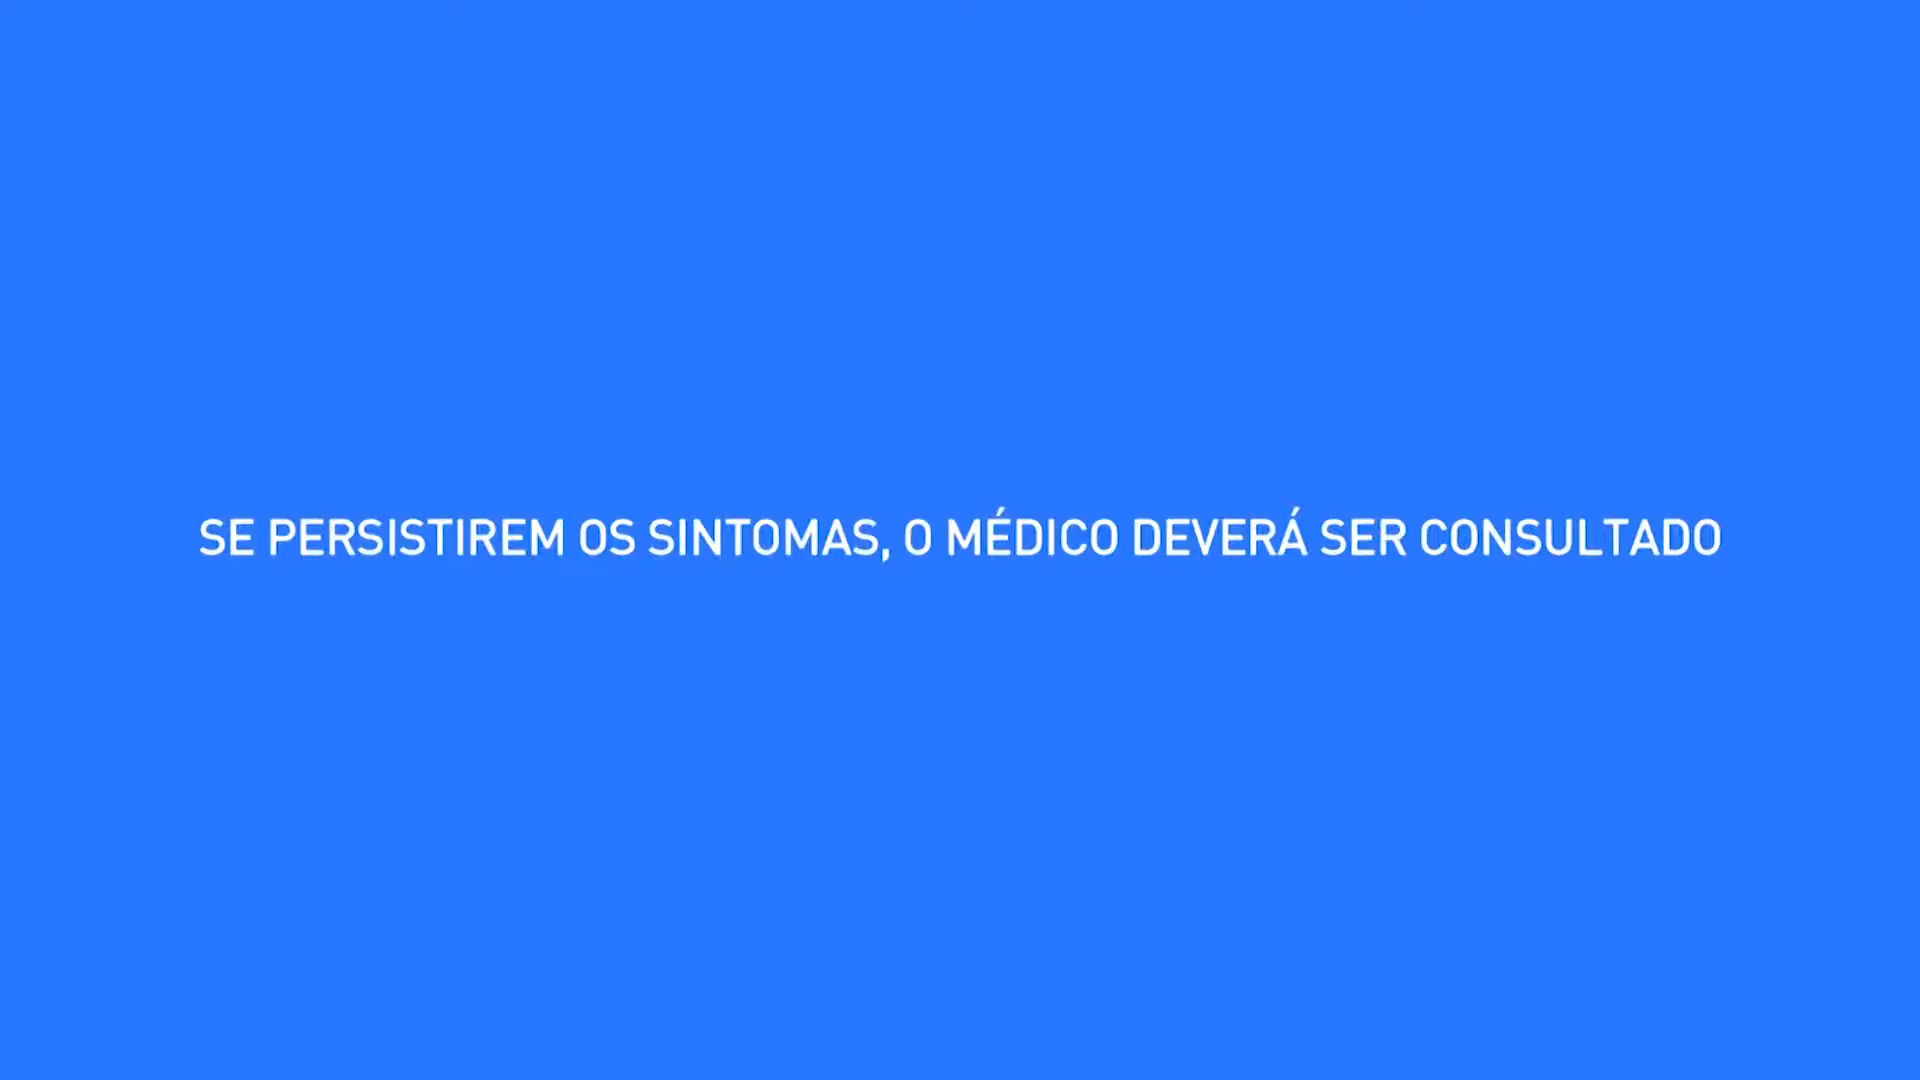 SE PERSISTIREM OS SINTOMAS, O MÉDICO DEVERÁ SER CONSULTADO